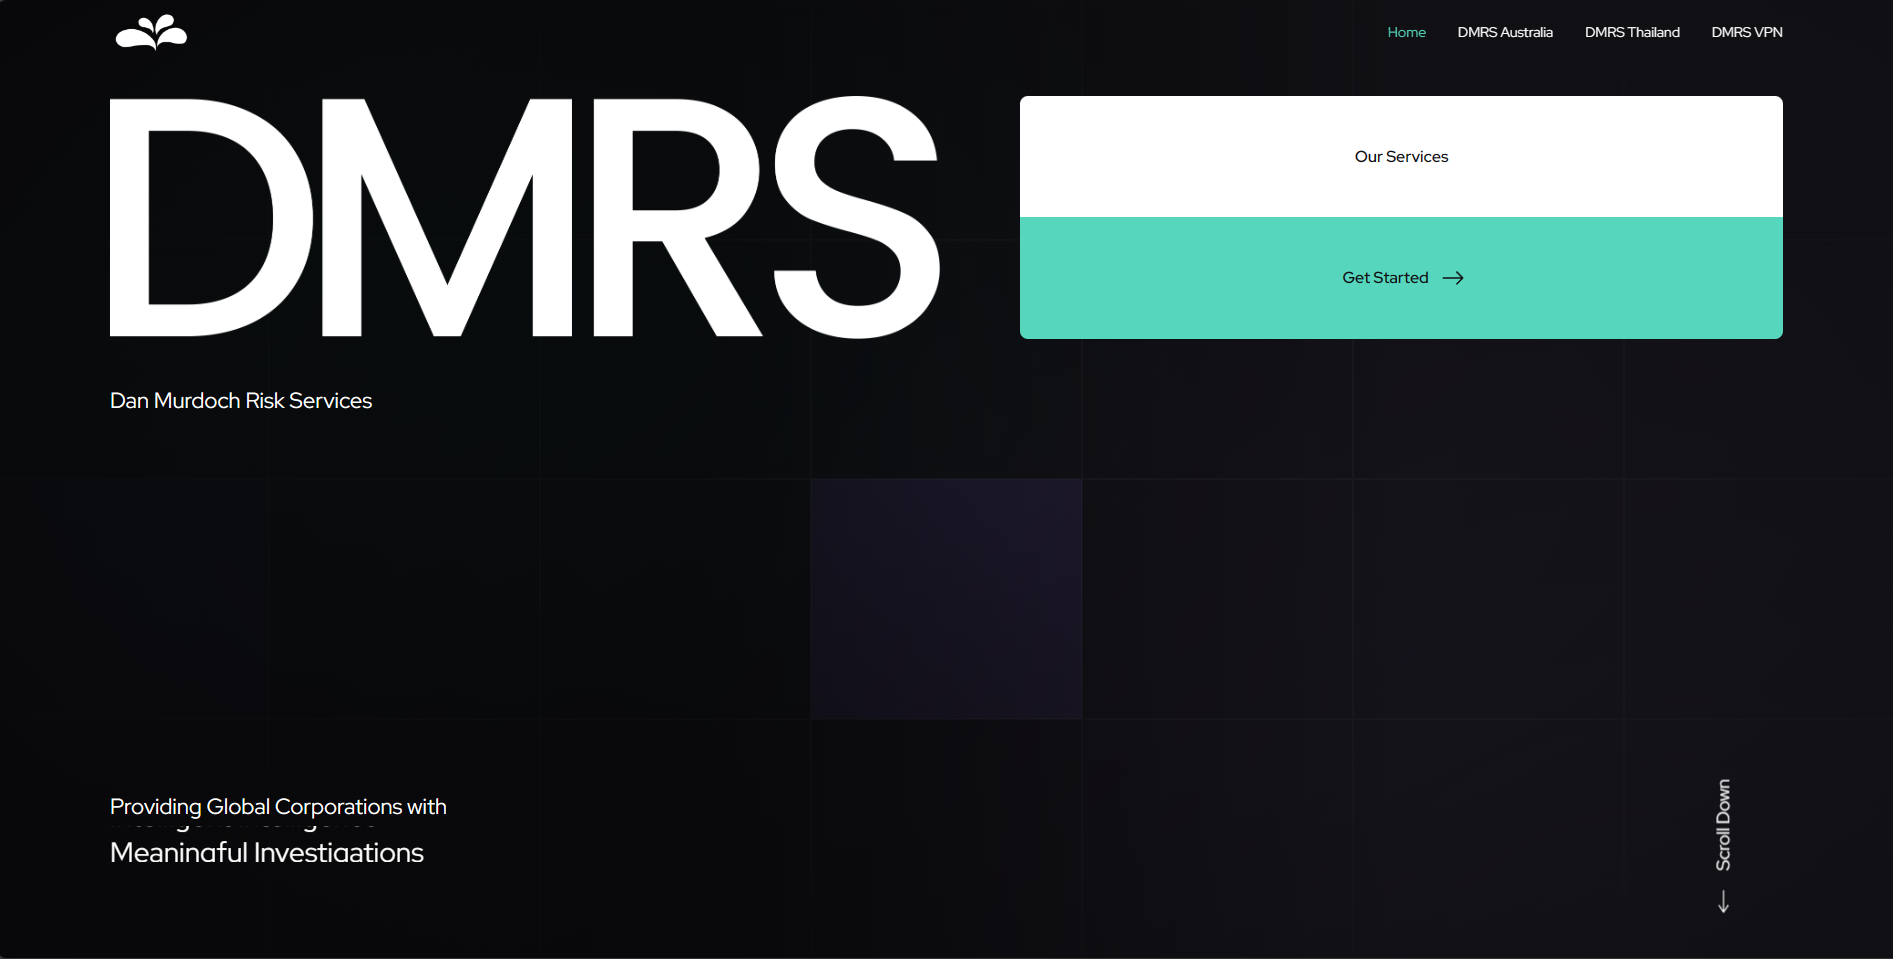 Home
DMRS Australia
DMRS Thailand
DMRS VPN
DMRS
Our Services
Get Started
Dan Murdoch Risk Services
Providing Global Corporations with
Meaningful Investigations
Scroll Down